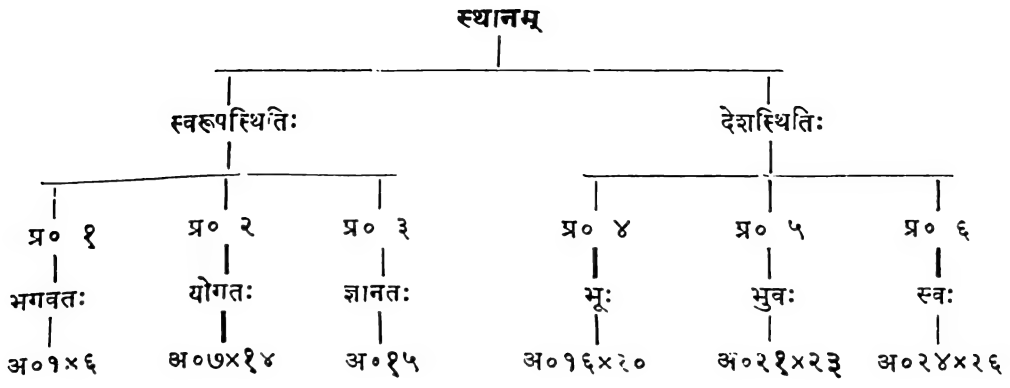 स्थानम्
स्वरूपस्थितिः देशस्थितिः
प्र० १ प्र० २ प्र० ३ प्र० ४ प्र० ५ प्र० ६
भगवतः योगतः ज्ञानतः भूः भुवः स्वः
अ०१×६ अ०७×१४ अ०१५ अ०१६×२० अ०२१×२३ अ०२४×२६